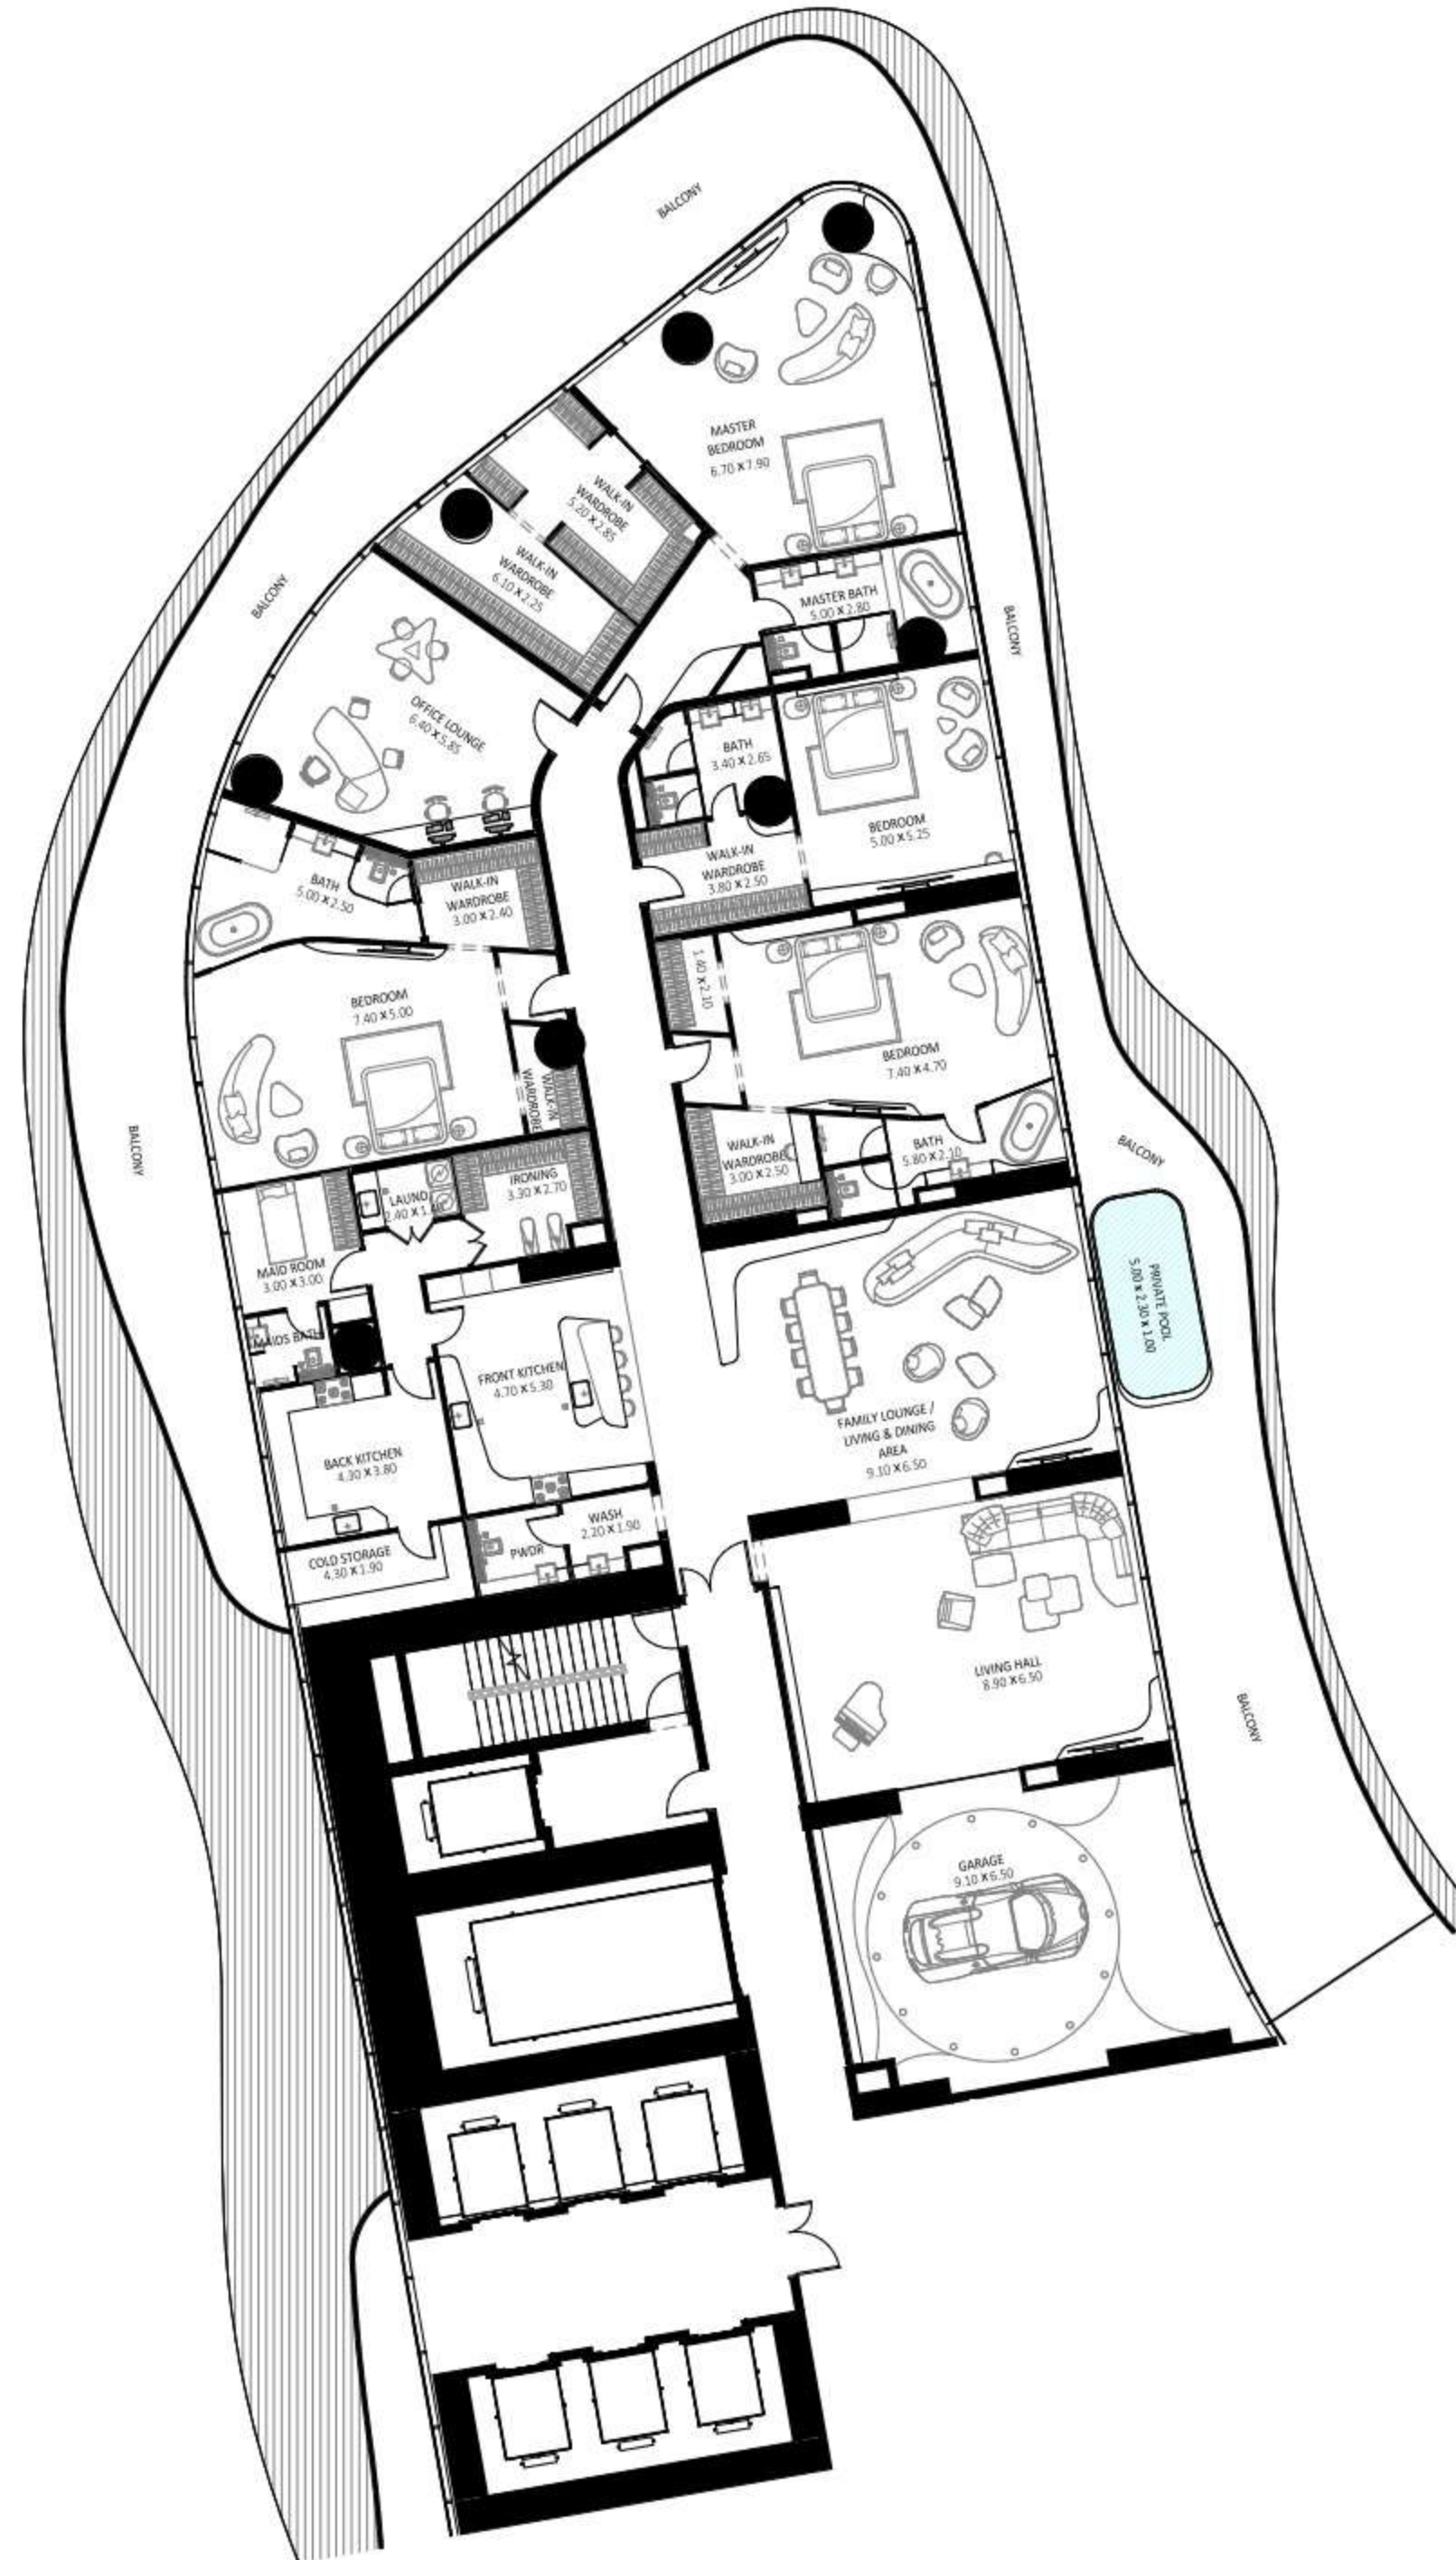 BALCONY
MASTER
BEDROOM
6.70 x 7.90
WALK-IN
WARDROBE
5.20 x 2.85
WALK-IN
WARDROBE
6.10 x 2.25
BALCONY
MASTER BATH
5.00 x 2.80
BALCONY
OFFICE LOUNGE
6.40 x 5.85
BATH
3.40 x 2.65
BEDROOM
5.00 x 5.25
WALK-IN
WARDROBE
3.80 x 2.50
BATH
5.00 x 2.50
WALK-IN
WARDROBE
3.00 x 2.40
1.40 x 2.10
BEDROOM
7.40 x 5.00
BEDROOM
7.40 x 4.70
WALK-IN
WARDROBE
BALCONY
WALK-IN
WARDROBE
3.00 x 2.50
BATH
5.80 x 2.10
BALCONY
LAUND
2.40 x
IRONING
3.30 x 2.70
MAID ROOM
3.00 x 3.00
MAIDS BATH
PRIVATE POOL
5.00 x 2.30 x 1.00
FRONT KITCHEN
4.70 x 5.30
FAMILY LOUNGE /
LIVING & DINING
AREA
9.10 x 6.50
BACK KITCHEN
4.30 x 3.80
WASH
2.20 x 1.90
PWDR
COLD STORAGE
4.30 x 1.90
LIVING HALL
8.90 x 6.50
BALCONY
GARAGE
9.10 x 6.50